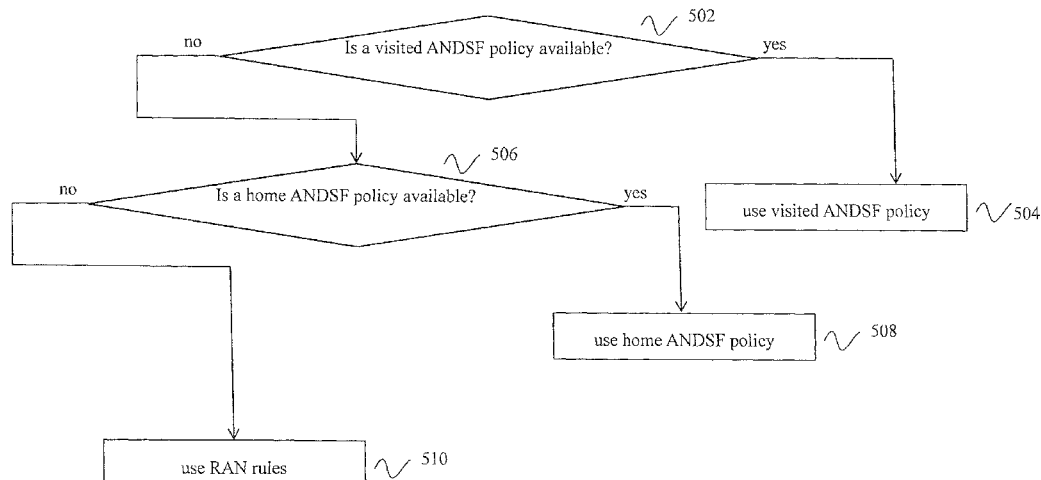 502
Is a visited ANDSF policy available?
no
yes
506
Is a home ANDSF policy available?
no
yes
use visited ANDSF policy
504
use home ANDSF policy
508
use RAN rules
510